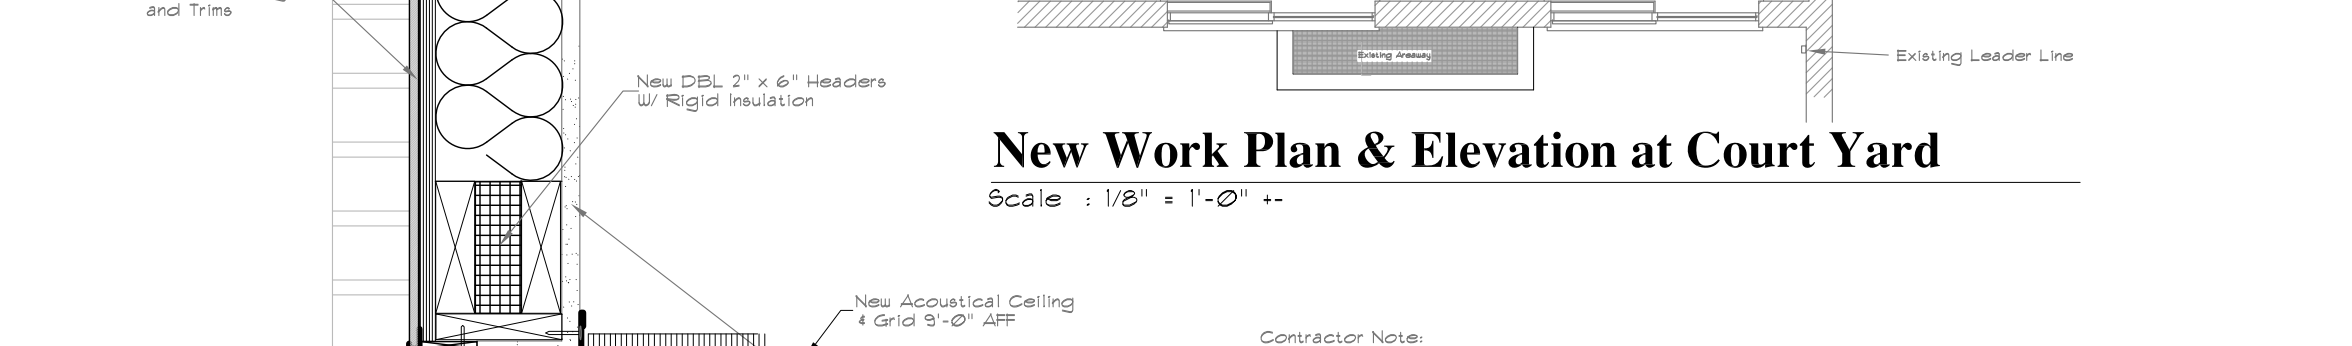 and Trims
New DBL 2" x 6" Headers
W/ Rigid Insulation
Existing Areaway
Existing Leader Line
New Work Plan & Elevation at Court Yard
Scale : 1/8" = 1'-0" +-
New Acoustical Ceiling
& Grid 9'-0" AFF
Contractor Note: